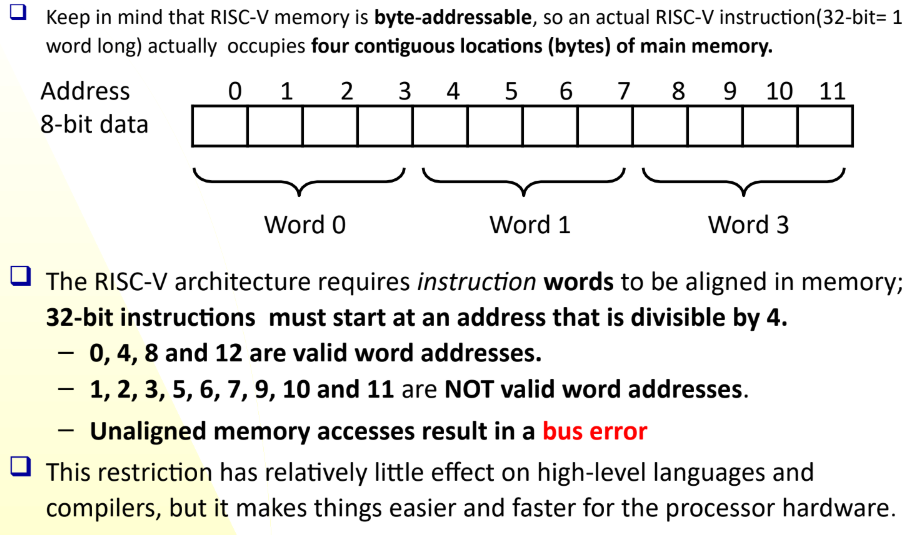 Keep in mind that RISC-V memory is byte-addressable, so an actual RISC-V instruction(32-bit= 1
word long) actually occupies four contiguous locations (bytes) of main memory.
Address 0 1 2 3 4 5 6 7 8 9 10 11
8-bit data
Word 0 Word 1 Word 3
The RISC-V architecture requires instruction words to be aligned in memory;
32-bit instructions must start at an address that is divisible by 4.
– 0, 4, 8 and 12 are valid word addresses.
– 1, 2, 3, 5, 6, 7, 9, 10 and 11 are NOT valid word addresses.
– Unaligned memory accesses result in a bus error
This restriction has relatively little effect on high-level languages and
compilers, but it makes things easier and faster for the processor hardware.